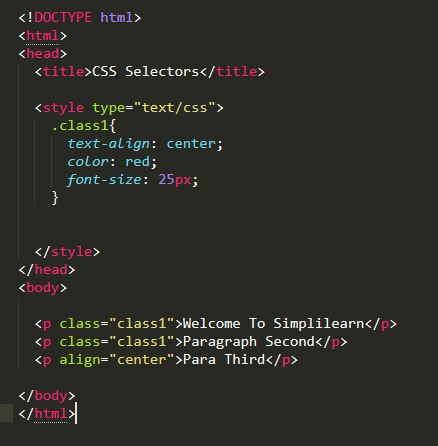 <!DOCTYPE html>
<html>
<head>
<title>CSS Selectors</title>
<style type="text/css">
.class1{
text-align: center;
color: red;
font-size: 25px;
}
</style>
</head>
<body>
<p class="class1">Welcome To Simplilearn</p>
<p class="class1">Paragraph Second</p>
<p align="center">Para Third</p>
</body>
</html>